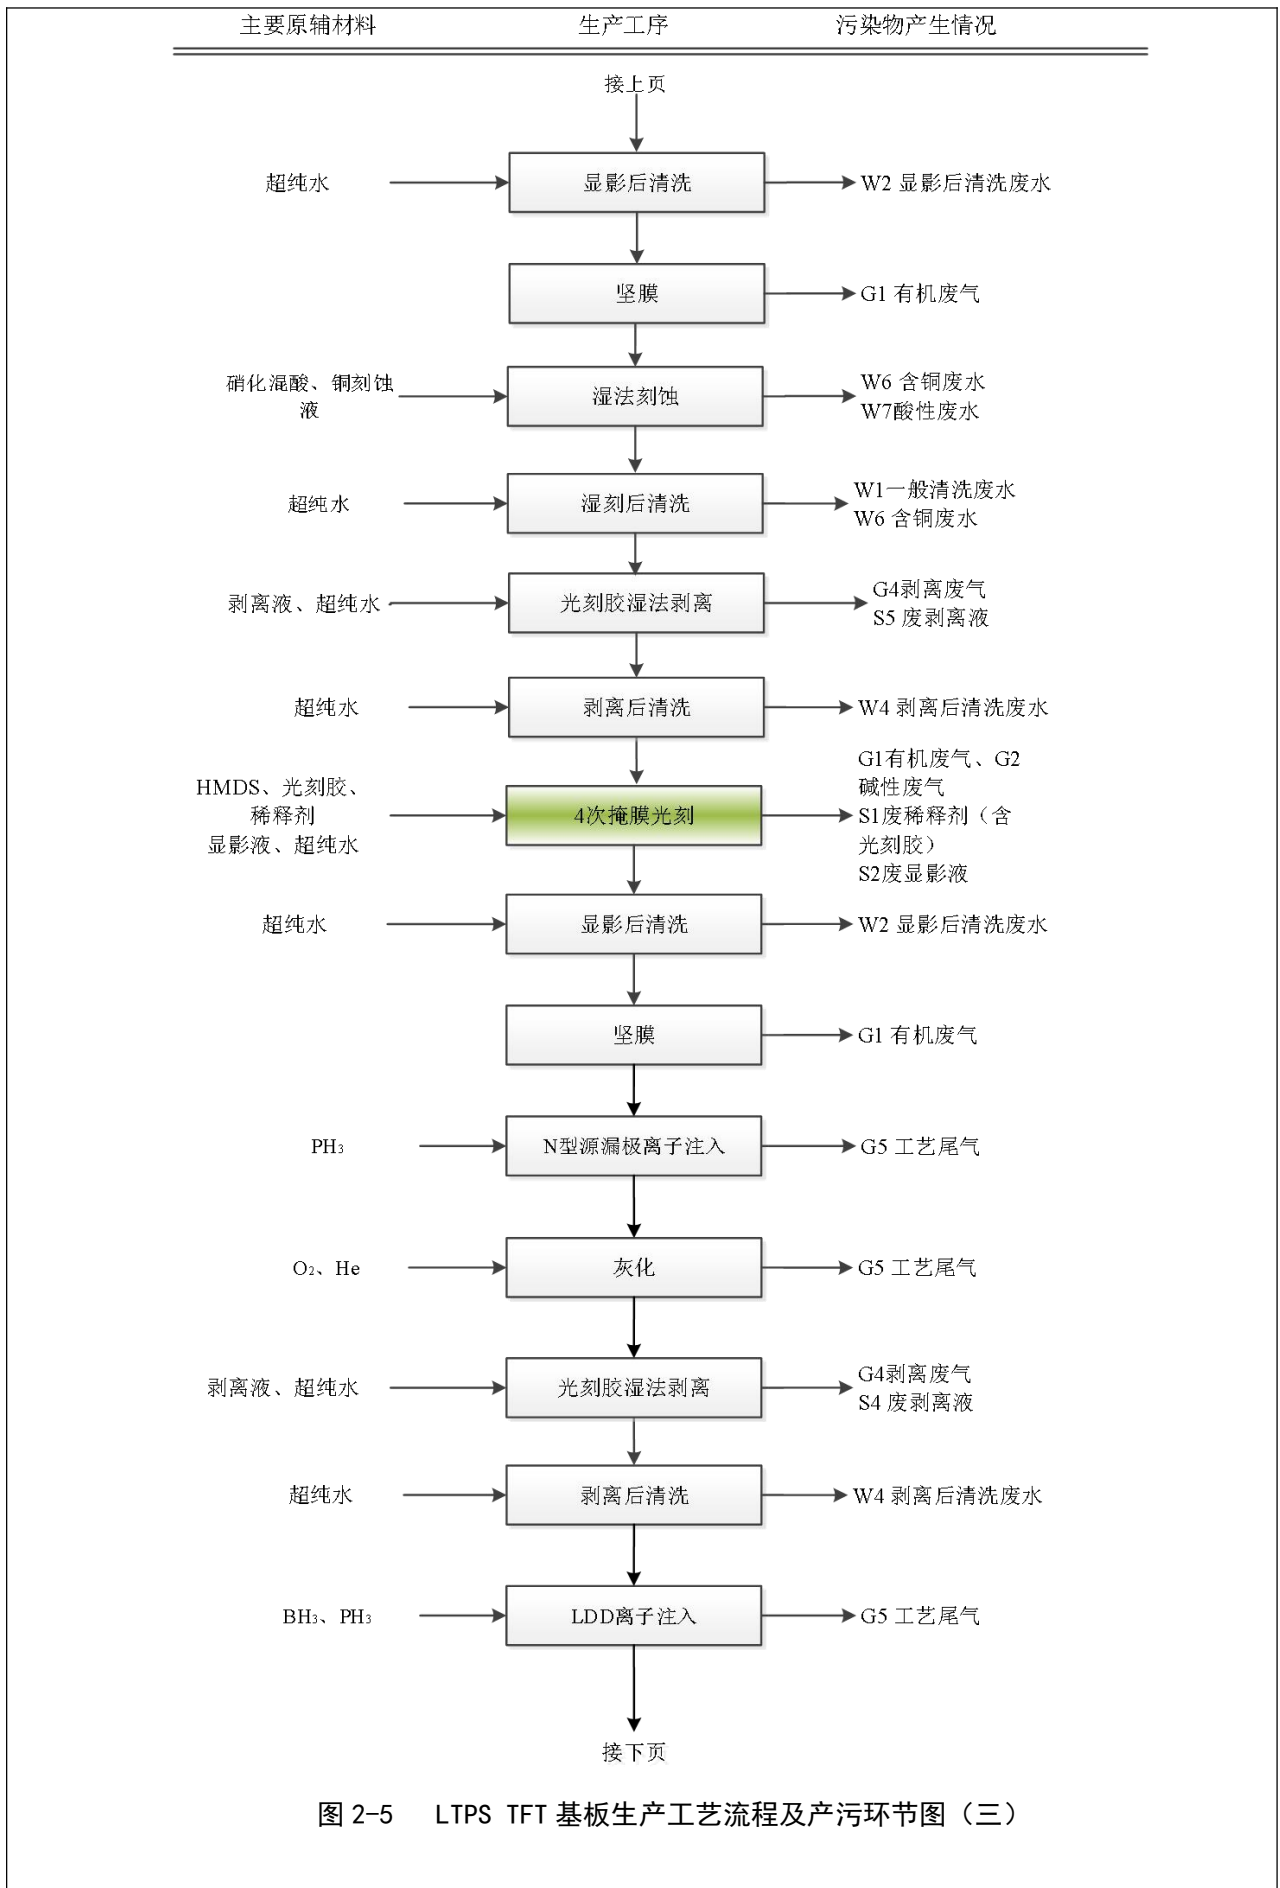 主要原辅材料 生产工序 污染物产生情况
接上页
超纯水 显影后清洗 W2 显影后清洗废水
坚膜 G1 有机废气
硝化混酸、铜刻蚀
液
湿法刻蚀
W6 含铜废水
W7酸性废水
超纯水 湿刻后清洗
W1一般清洗废水
W6 含铜废水
剥离液、超纯水 光刻胶湿法剥离
G4剥离废气
S5 废剥离液
超纯水 剥离后清洗 W4 剥离后清洗废水
HMDS、光刻胶、
稀释剂
显影液、超纯水
4次掩膜光刻
G1有机废气、G2
碱性废气
S1废稀释剂（含
光刻胶）
S2废显影液
超纯水 显影后清洗 W2 显影后清洗废水
坚膜 G1 有机废气
PH₃ N型源漏极离子注入 G5 工艺尾气
O₂、He 灰化 G5 工艺尾气
剥离液、超纯水 光刻胶湿法剥离
G4剥离废气
S4 废剥离液
超纯水 剥离后清洗 W4 剥离后清洗废水
BH₃、PH₃ LDD离子注入 G5 工艺尾气
接下页
图 2-5 LTPS TFT 基板生产工艺流程及产污环节图（三）